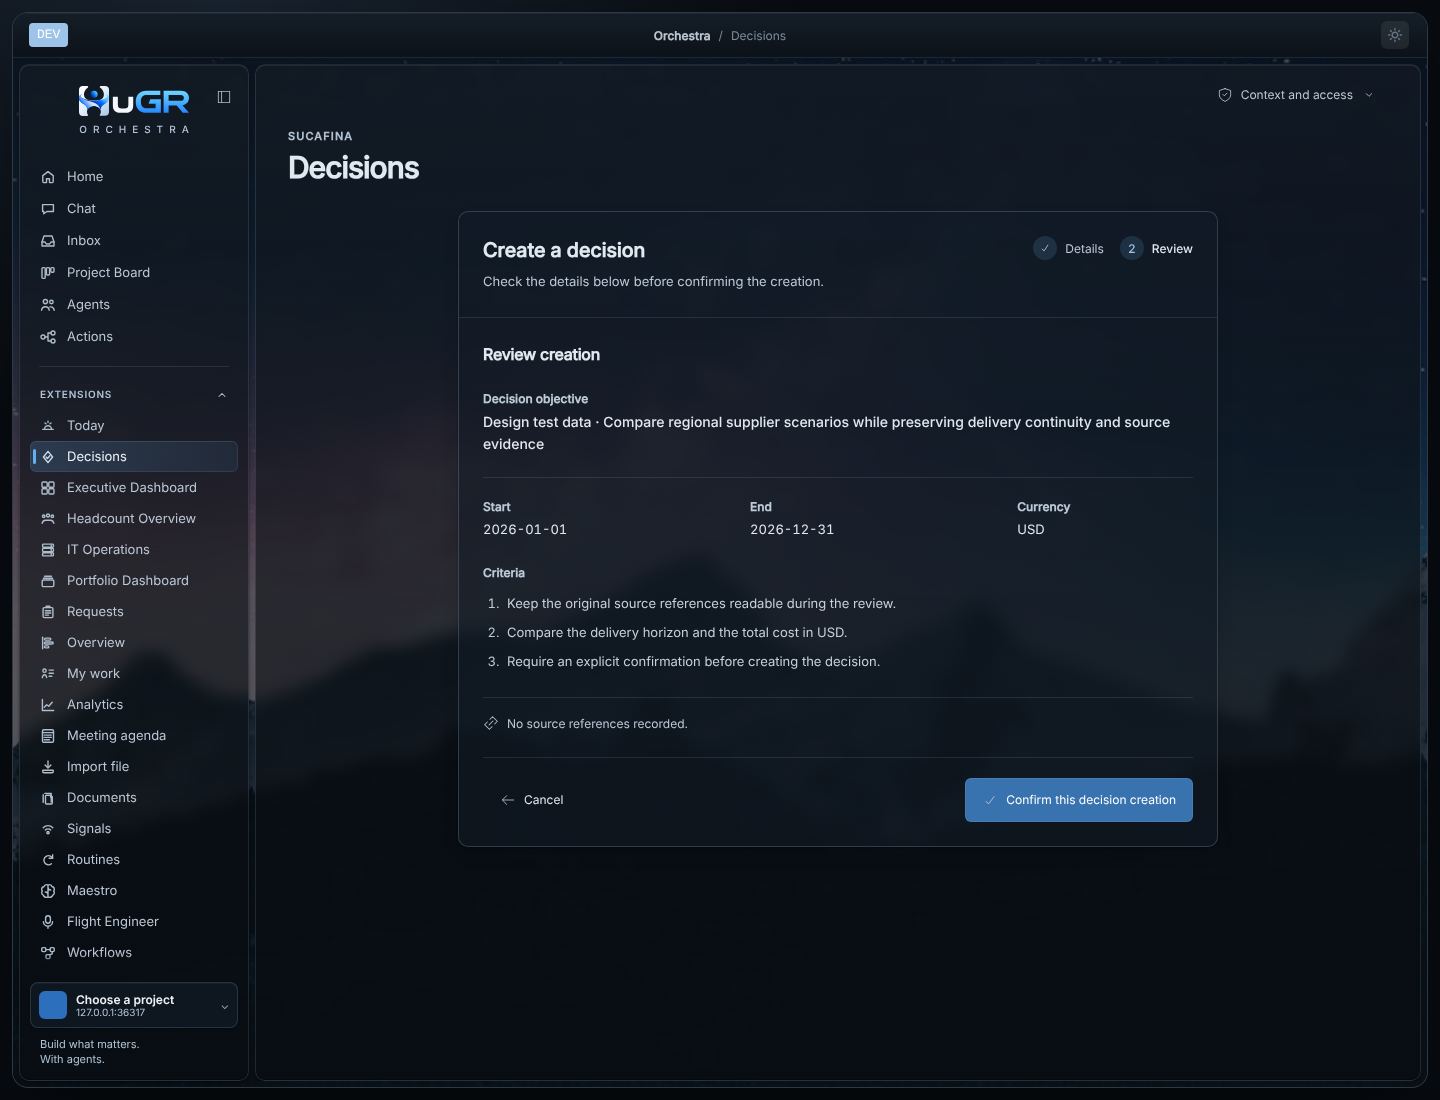 DEV
Orchestra / Decisions
HuGR
ORCHESTRA
Context and access
SUCAFINA
Decisions
Home
Chat
Inbox
Project Board
Agents
Actions
EXTENSIONS
Today
Decisions
Executive Dashboard
Headcount Overview
IT Operations
Portfolio Dashboard
Requests
Overview
My work
Analytics
Meeting agenda
Import file
Documents
Signals
Routines
Maestro
Flight Engineer
Workflows
Choose a project
127.0.0.1:36317
Build what matters.
With agents.
Create a decision
Details
2 Review
Check the details below before confirming the creation.
Review creation
Decision objective
Design test data · Compare regional supplier scenarios while preserving delivery continuity and source
evidence
Start End Currency
2026-01-01 2026-12-31 USD
Criteria
1. Keep the original source references readable during the review.
2. Compare the delivery horizon and the total cost in USD.
3. Require an explicit confirmation before creating the decision.
No source references recorded.
Cancel
Confirm this decision creation